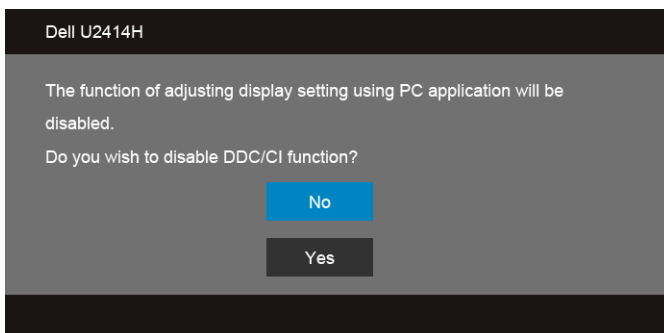 Dell U2414H
The function of adjusting display setting using PC application will be
disabled.
Do you wish to disable DDC/CI function?
No
Yes